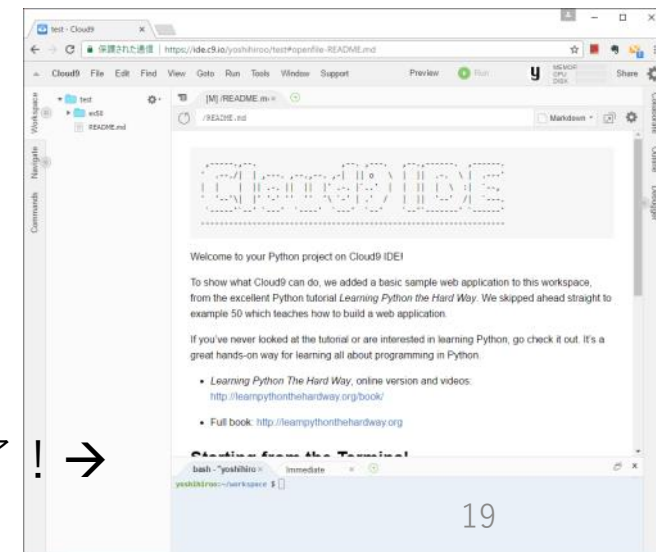 test - Cloud9
保護された通信 | https://ide.c9.io/yoshihiroo/test#openfile-README.md
Cloud9 File Edit Find View Goto Run Tools Window Support Preview Run MEMORY CPU DISK Share
Workspace
Navigate
Commands
test
ex50
README.md
[M] /README.m
/README.md
Markdown
Collaborate
Outline
Debugger
Welcome to your Python project on Cloud9 IDE!
To show what Cloud9 can do, we added a basic sample web application to this workspace,
from the excellent Python tutorial Learning Python the Hard Way. We skipped ahead straight to
example 50 which teaches how to build a web application.
If you've never looked at the tutorial or are interested in learning Python, go check it out. It's a
great hands-on way for learning all about programming in Python.
• Learning Python The Hard Way, online version and videos:
http://learnpythonthehardway.org/book/
• Full book: http://learnpythonthehardway.org
Starting from the Terminal
bash - "yoshihiro
Immediate
yoshihiroo:~/workspace $
！→
19